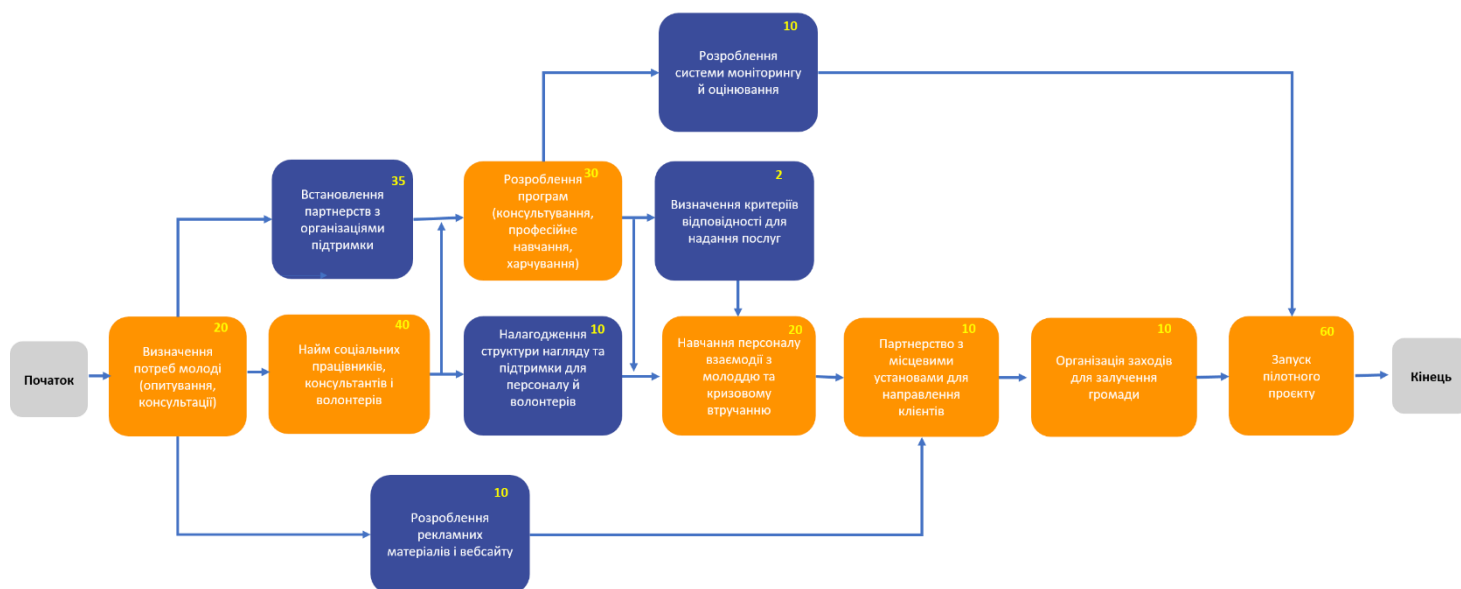 10
Розроблення
системи моніторингу
й оцінювання
35
Встановлення
партнерств з
організаціями
підтримки
30
Розроблення
програм
(консультування,
професійне
навчання,
харчування)
2
Визначення критеріїв
відповідності для
надання послуг
Початок
20
Визначення
потреб молоді
(опитування,
консультації)
40
Найм соціальних
працівників,
консультантів і
волонтерів
10
Налагодження
структури нагляду та
підтримки для
персоналу й
волонтерів
20
Навчання персоналу
взаємодії з
молоддю та
кризовому
втручанню
10
Партнерство з
місцевими
установами для
направлення
клієнтів
10
Організація заходів
для залучення
громади
60
Запуск
пілотного
проєкту
Кінець
10
Розроблення
рекламних
матеріалів і вебсайту